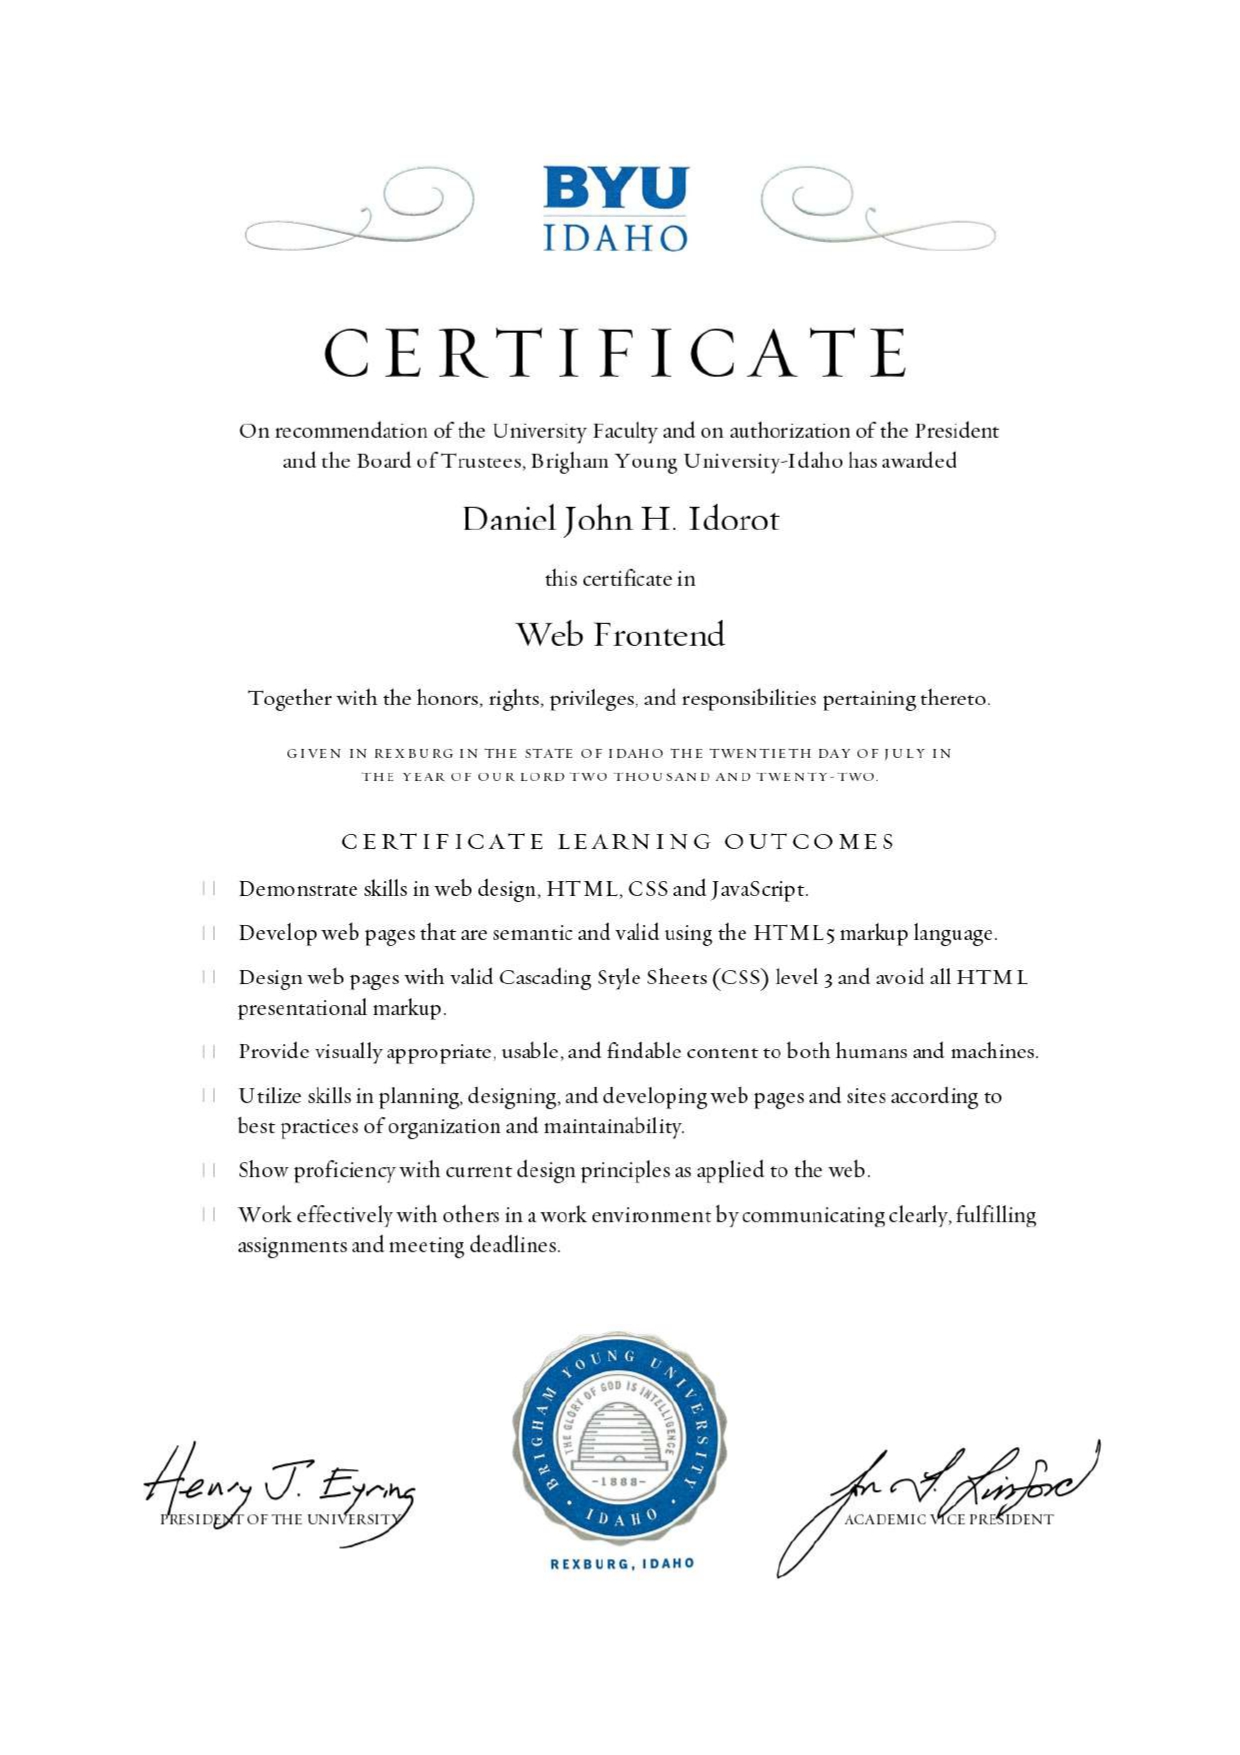 BYU
IDAHO
CERTIFICATE
On recommendation of the University Faculty and on authorization of the President
and the Board of Trustees, Brigham Young University-Idaho has awarded
Daniel John H. Idorot
this certificate in
Web Frontend
Together with the honors, rights, privileges, and responsibilities pertaining thereto.
GIVEN IN REXBURG IN THE STATE OF IDAHO THE TWENTIETH DAY OF JULY IN
THE YEAR OF OUR LORD TWO THOUSAND AND TWENTY-TWO.
CERTIFICATE LEARNING OUTCOMES
Demonstrate skills in web design, HTML, CSS and JavaScript.
Develop web pages that are semantic and valid using the HTML5 markup language.
Design web pages with valid Cascading Style Sheets (CSS) level 3 and avoid all HTML
presentational markup.
Provide visually appropriate, usable, and findable content to both humans and machines.
Utilize skills in planning, designing, and developing web pages and sites according to
best practices of organization and maintainability.
Show proficiency with current design principles as applied to the web.
Work effectively with others in a work environment by communicating clearly, fulfilling
assignments and meeting deadlines.
BRIGHAM YOUNG UNIVERSITY
THE GLORY OF GOD IS INTELLIGENCE
-1888-
• IDAHO •
REXBURG, IDAHO
Henry J. Eyring
PRESIDENT OF THE UNIVERSITY
Jon L. Linford
ACADEMIC VICE PRESIDENT